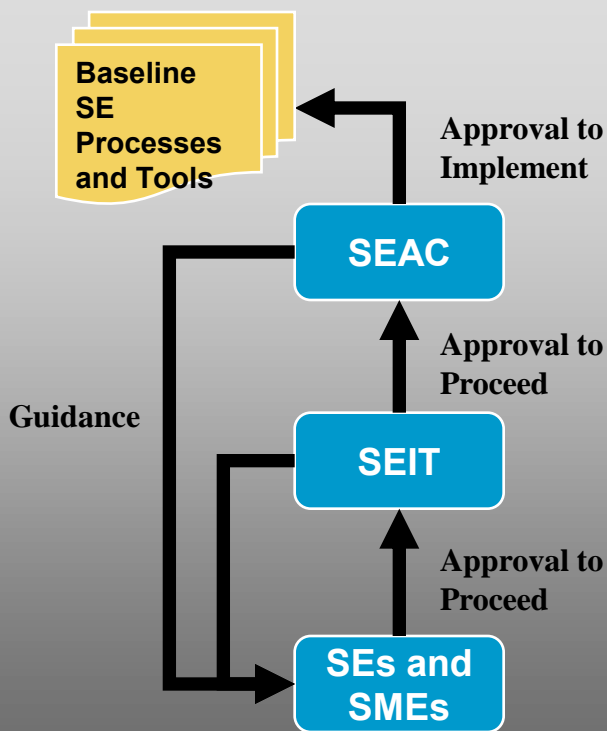 Baseline
SE
Processes
and Tools
Approval to
Implement
SEAC
Approval to
Proceed
Guidance
SEIT
Approval to
Proceed
SEs and
SMEs